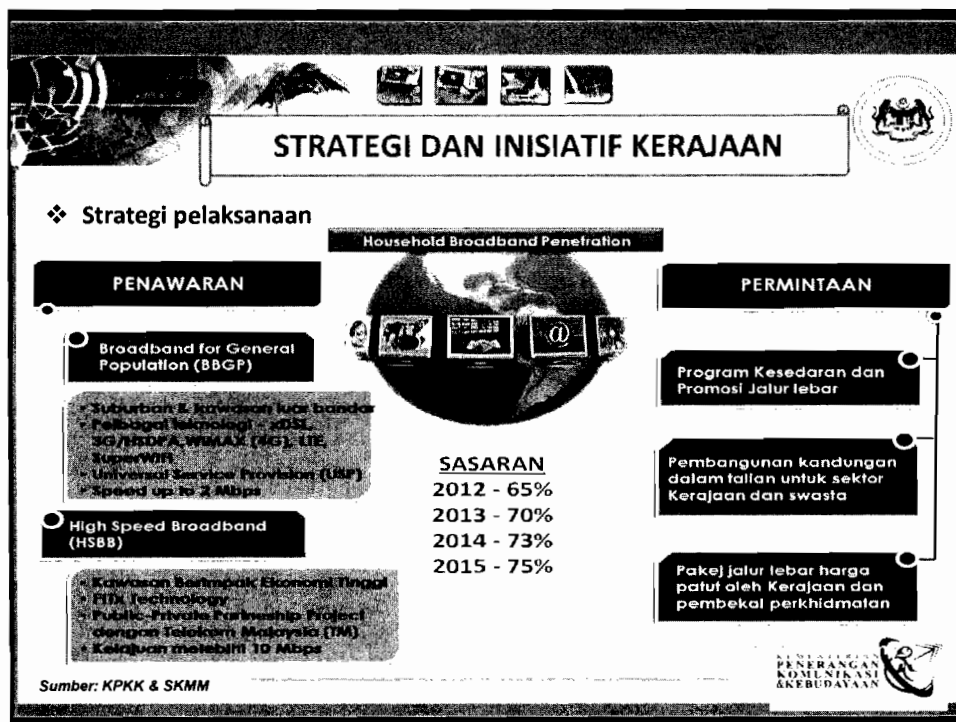 STRATEGI DAN INISIATIF KERAJAAN
❖ Strategi pelaksanaan
Household Broadband Penetration
PENAWARAN
Broadband for General
Population (BBGP)
• Suburban & kawasan luar bandar
• Pelbagai teknologi - xDSL,
3G/HSDPA, WiMAX (4G), LTE,
SuperWiFi
• Universal Service Provision (USP)
• Speed up to 2 Mbps
High Speed Broadband
(HSBB)
• Kawasan Berimpak Ekonomi Tinggi
• FTTx Technology
• Public-Private Partnership Project
dengan Telekom Malaysia (TM)
• Kelajuan melebihi 10 Mbps
@
SASARAN
2012 - 65%
2013 - 70%
2014 - 73%
2015 - 75%
PERMINTAAN
Program Kesedaran dan
Promosi Jalur lebar
Pembangunan kandungan
dalam talian untuk sektor
Kerajaan dan swasta
Pakej jalur lebar harga
patut oleh Kerajaan dan
pembekal perkhidmatan
Sumber: KPKK & SKMM
KEMENTERIAN
PENERANGAN
KOMUNIKASI
&KEBUDAYAAN